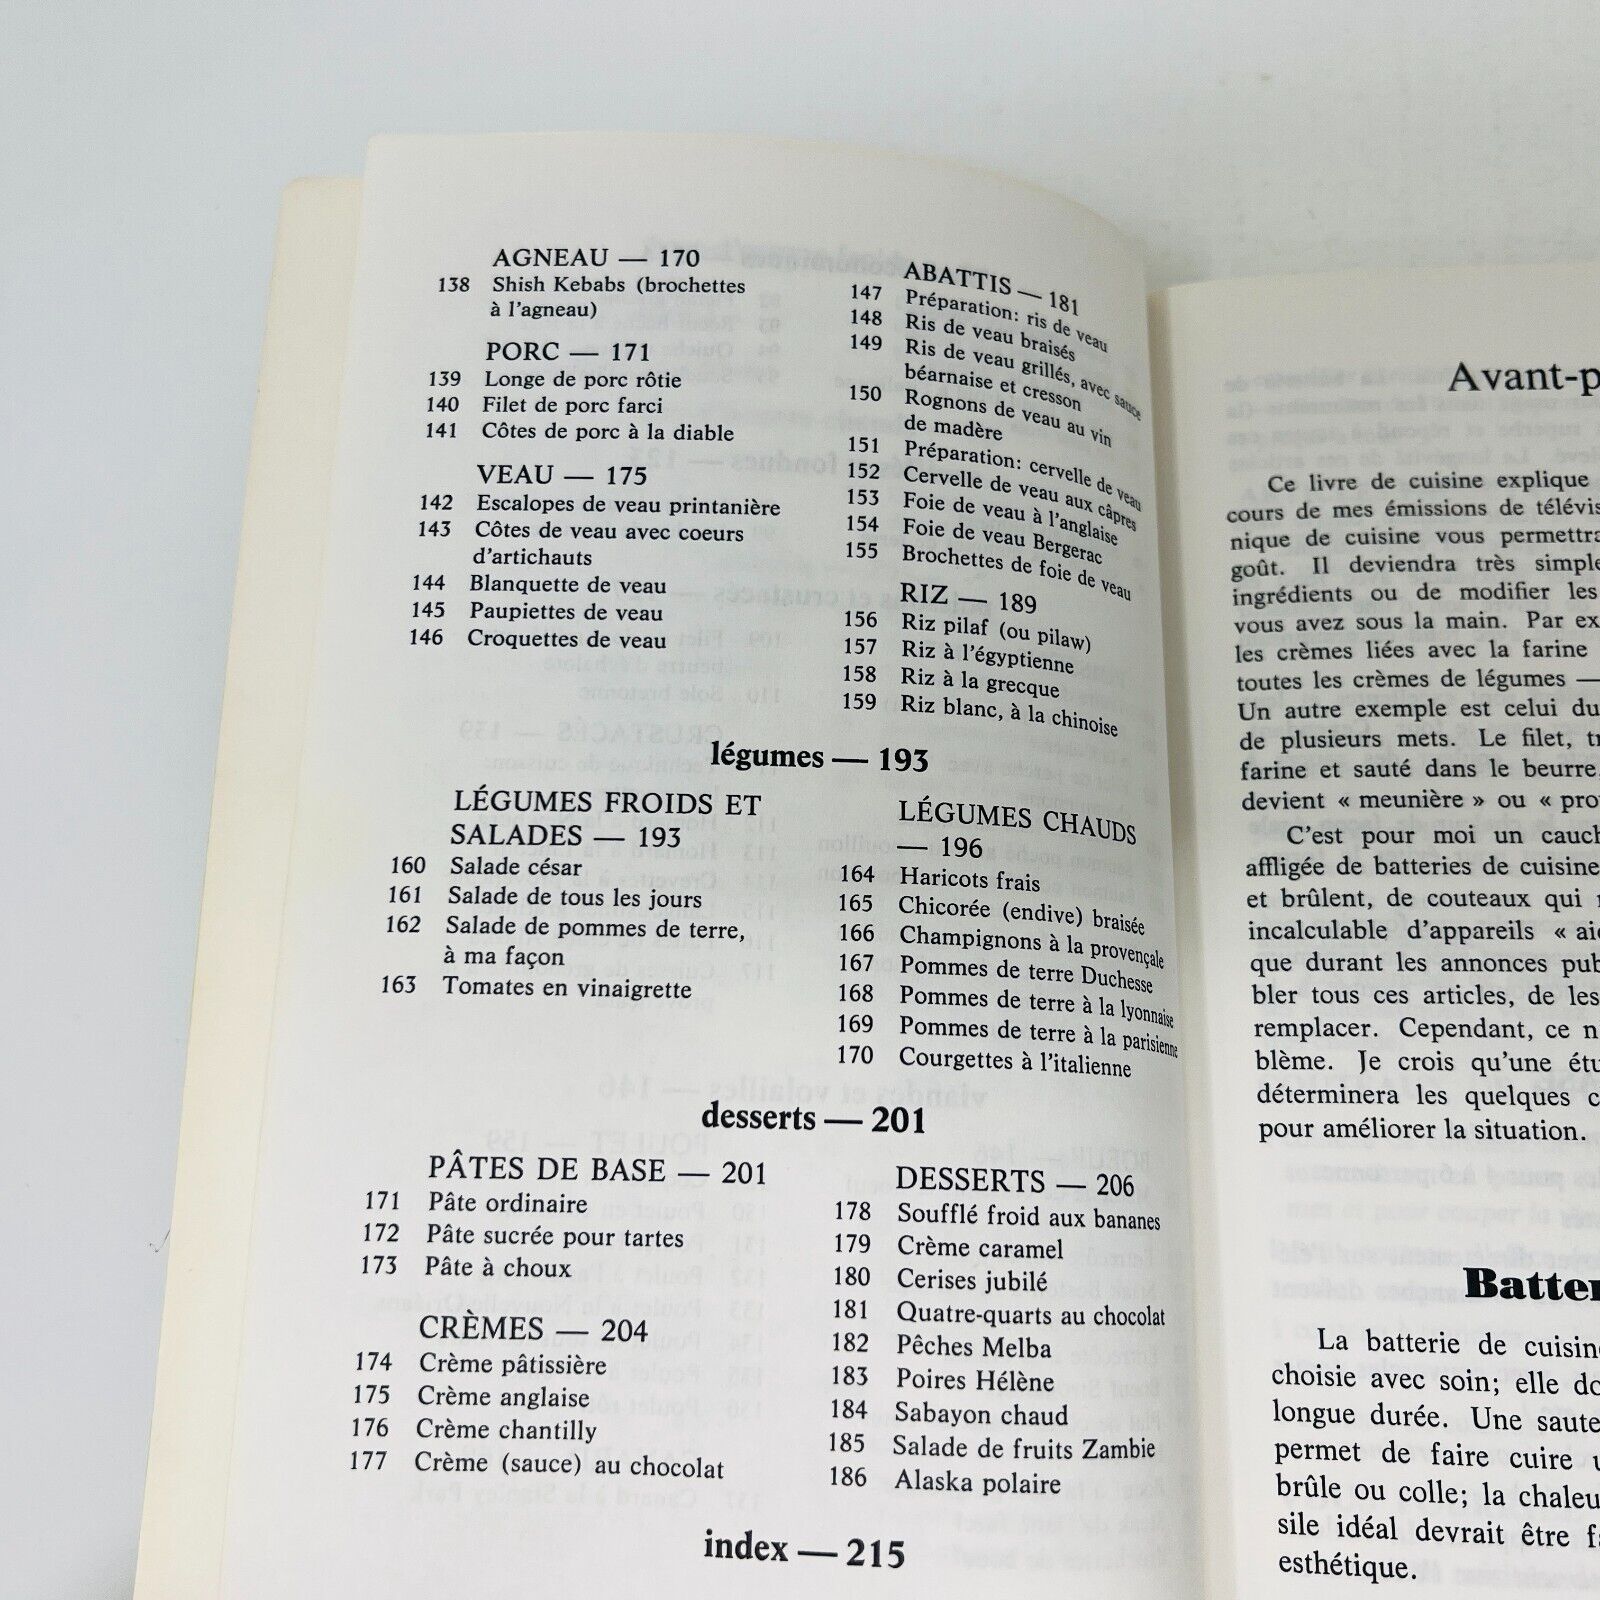 AGNEAU — 170
138 Shish Kebabs (brochettes
à l'agneau)
PORC — 171
139 Longe de porc rôtie
140 Filet de porc farci
141 Côtes de porc à la diable
VEAU — 175
142 Escalopes de veau printanière
143 Côtes de veau avec coeurs
d'artichauts
144 Blanquette de veau
145 Paupiettes de veau
146 Croquettes de veau
ABATTIS — 181
147 Préparation: ris de veau
148 Ris de veau braisés
149 Ris de veau grillés, avec sauce
béarnaise et cresson
150 Rognons de veau au vin
de madère
151 Préparation: cervelle de veau
152 Cervelle de veau aux câpres
153 Foie de veau à l'anglaise
154 Foie de veau Bergerac
155 Brochettes de foie de veau
RIZ — 189
156 Riz pilaf (ou pilaw)
157 Riz à l'égyptienne
158 Riz à la grecque
159 Riz blanc, à la chinoise
légumes — 193
LÉGUMES FROIDS ET
SALADES — 193
160 Salade césar
161 Salade de tous les jours
162 Salade de pommes de terre,
à ma façon
163 Tomates en vinaigrette
LÉGUMES CHAUDS
— 196
164 Haricots frais
165 Chicorée (endive) braisée
166 Champignons à la provençale
167 Pommes de terre Duchesse
168 Pommes de terre à la lyonnaise
169 Pommes de terre à la parisienne
170 Courgettes à l'italienne
desserts — 201
PÂTES DE BASE — 201
171 Pâte ordinaire
172 Pâte sucrée pour tartes
173 Pâte à choux
CRÈMES — 204
174 Crème pâtissière
175 Crème anglaise
176 Crème chantilly
177 Crème (sauce) au chocolat
DESSERTS — 206
178 Soufflé froid aux bananes
179 Crème caramel
180 Cerises jubilé
181 Quatre-quarts au chocolat
182 Pêches Melba
183 Poires Hélène
184 Sabayon chaud
185 Salade de fruits Zambie
186 Alaska polaire
index — 215
Avant-p
Ce livre de cuisine explique
cours de mes émissions de télévis
nique de cuisine vous permettra
goût. Il deviendra très simple
ingrédients ou de modifier les
vous avez sous la main. Par ex
les crèmes liées avec la farine
toutes les crèmes de légumes —
Un autre exemple est celui du
de plusieurs mets. Le filet, tr
farine et sauté dans le beurre,
devient « meunière » ou « pro
C'est pour moi un cauch
affligée de batteries de cuisine
et brûlent, de couteaux qui
incalculable d'appareils « aid
que durant les annonces pub
bler tous ces articles, de les
remplacer. Cependant, ce n
blème. Je crois qu'une étu
déterminera les quelques c
pour améliorer la situation.
Batter
La batterie de cuisine
choisie avec soin; elle do
longue durée. Une saute
permet de faire cuire
brûle ou colle; la chaleu
sile idéal devrait être fa
esthétique.